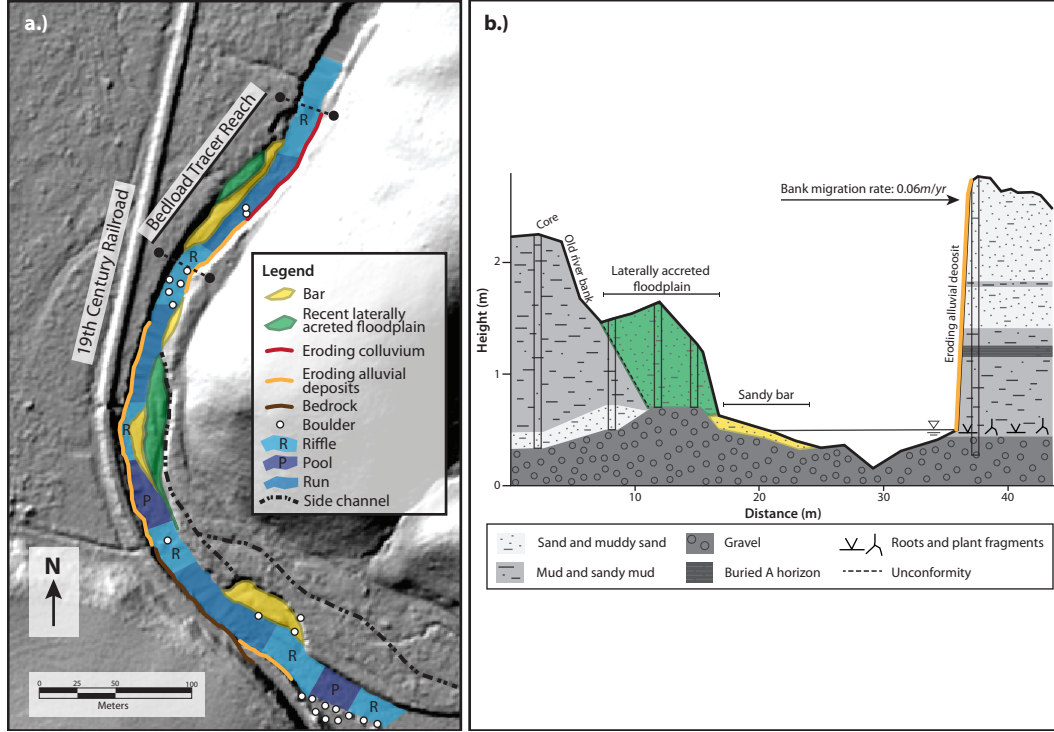 a.)
R
Bedload Tracer Reach
19th Century Railroad
R
Legend
Bar
Recent laterally
acreted floodplain
Eroding colluvium
Eroding alluvial
deposits
Bedrock
Boulder
R Riffle
P Pool
Run
Side channel
R
P
R
N
R
P
R
0 25 50 100
Meters
b.)
Bank migration rate: 0.06m/yr
Core
Old river bank
Laterally accreted
floodplain
Eroding alluvial deposit
Sandy bar
Height (m)
2
1
0
10 20 30 40
Distance (m)
Sand and muddy sand
Gravel
Roots and plant fragments
Mud and sandy mud
Buried A horizon
Unconformity